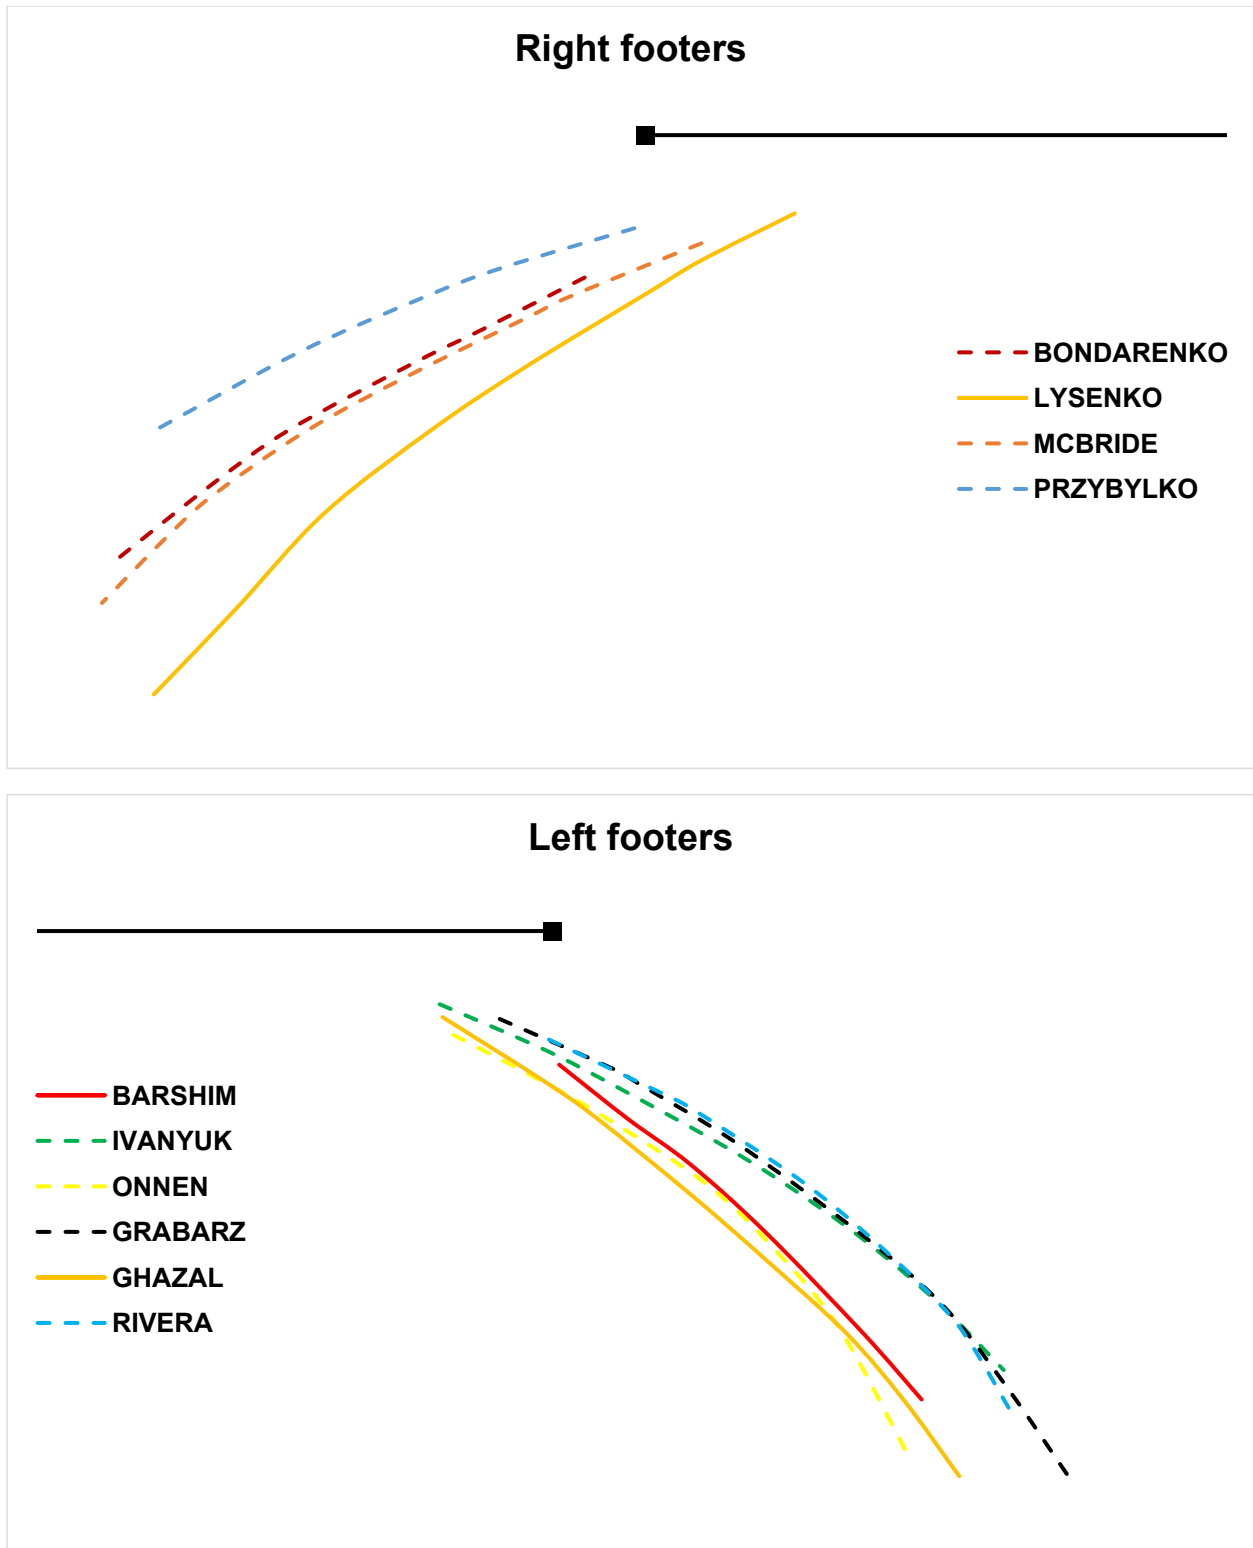 Right footers
BONDARENKO
LYSENKO
MCBRIDE
PRZYBYLKO
Left footers
BARSHIM
IVANYUK
ONNEN
GRABARZ
GHAZAL
RIVERA